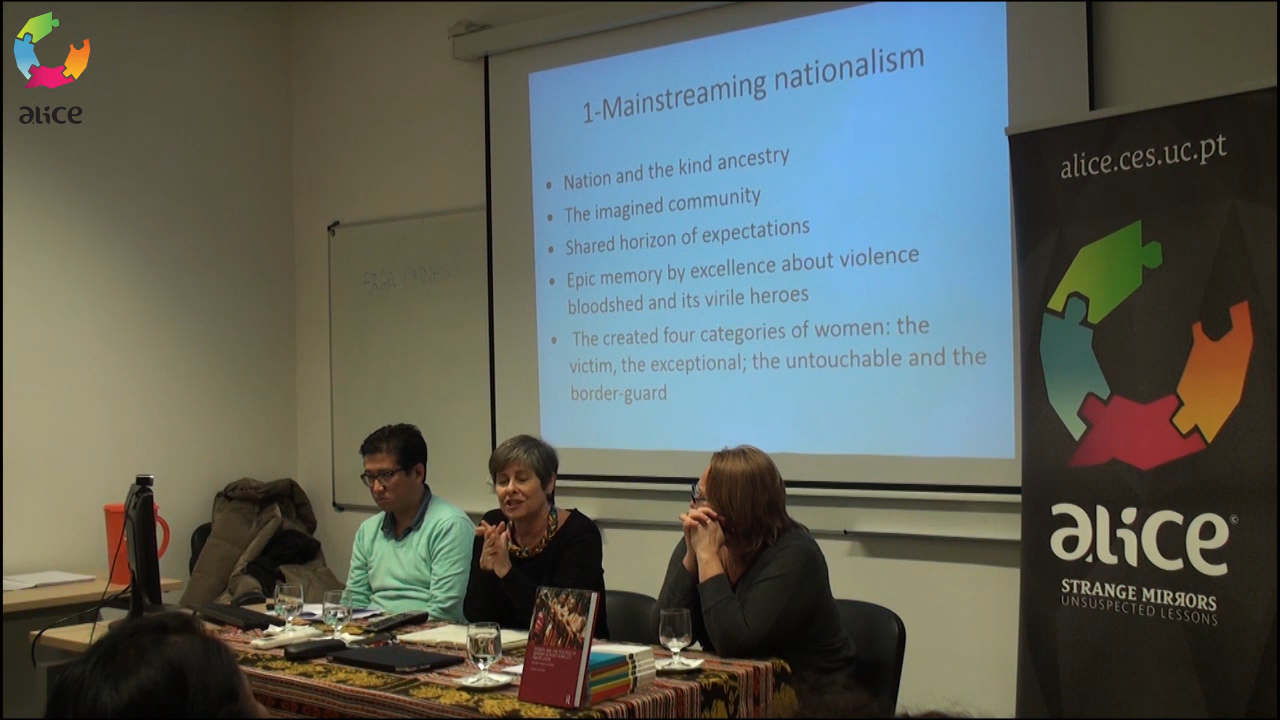 alice
1-Mainstreaming nationalism
• Nation and the kind ancestry
• The imagined community
• Shared horizon of expectations
• Epic memory by excellence about violence
bloodshed and its virile heroes
• The created four categories of women: the
victim, the exceptional; the untouchable and the
border-guard
alice.ces.uc.pt
alice©
STRANGE MIRRORS
UNSUSPECTED LESSONS